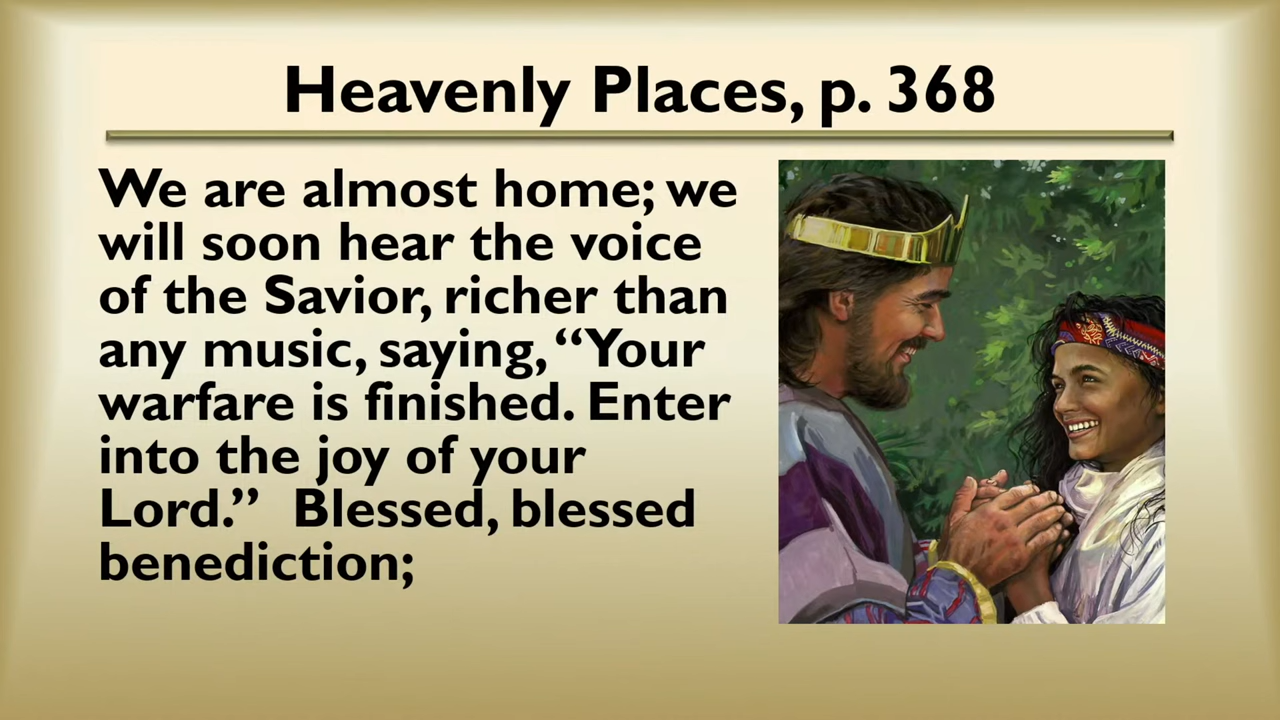 Heavenly Places, p. 368
We are almost home; we
will soon hear the voice
of the Savior, richer than
any music, saying, “Your
warfare is finished. Enter
into the joy of your
Lord.”  Blessed, blessed
benediction;